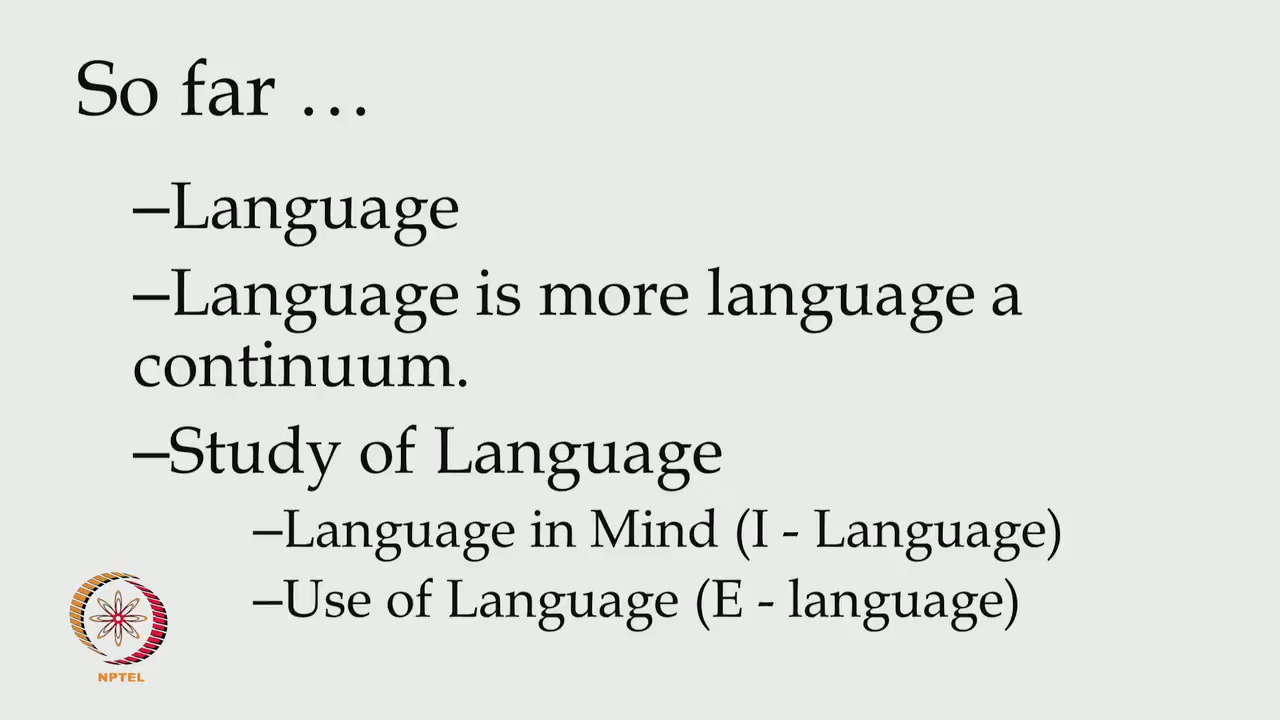 So far …
–Language
–Language is more language a
continuum.
–Study of Language
–Language in Mind (I - Language)
–Use of Language (E - language)
NPTEL